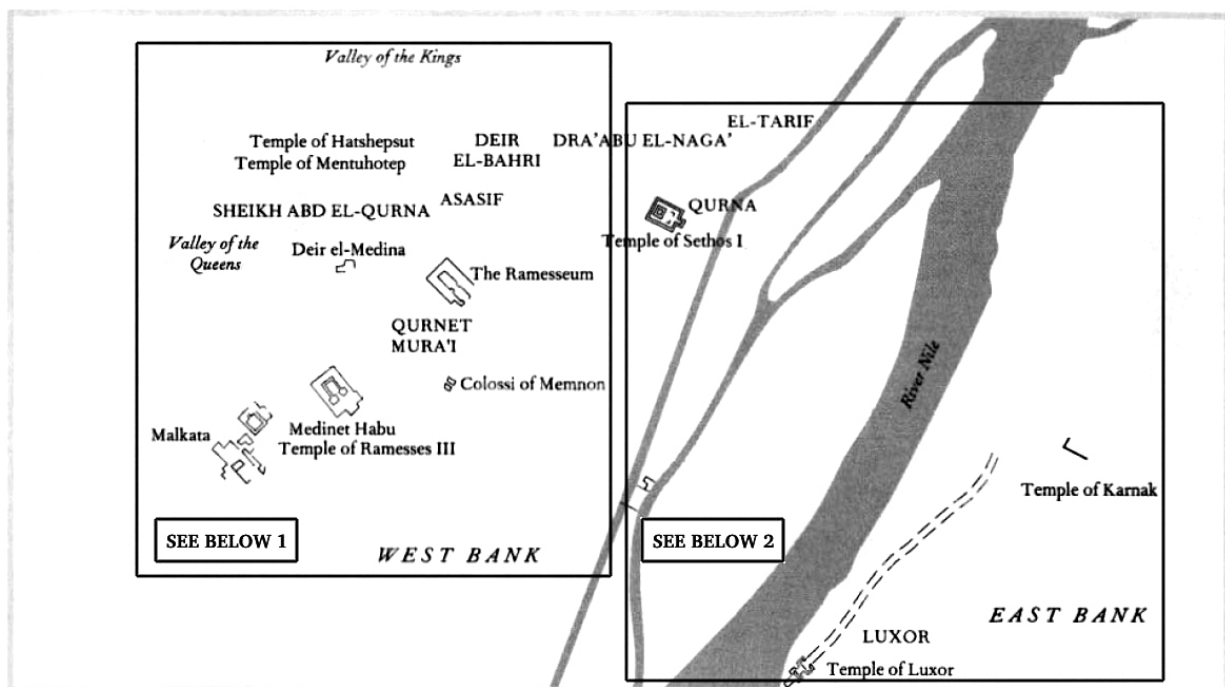 Valley of the Kings
EL-TARIF
Temple of Hatshepsut
Temple of Mentuhotep
DEIR
EL-BAHRI
DRA'ABU EL-NAGA'
ASASIF
SHEIKH ABD EL-QURNA
QURNA
Temple of Sethos I
Valley of the
Queens
Deir el-Medina
The Ramesseum
QURNET
MURA'I
River Nile
Colossi of Memnon
Malkata
Medinet Habu
Temple of Ramesses III
Temple of Karnak
SEE BELOW 1
WEST BANK
SEE BELOW 2
EAST BANK
LUXOR
Temple of Luxor